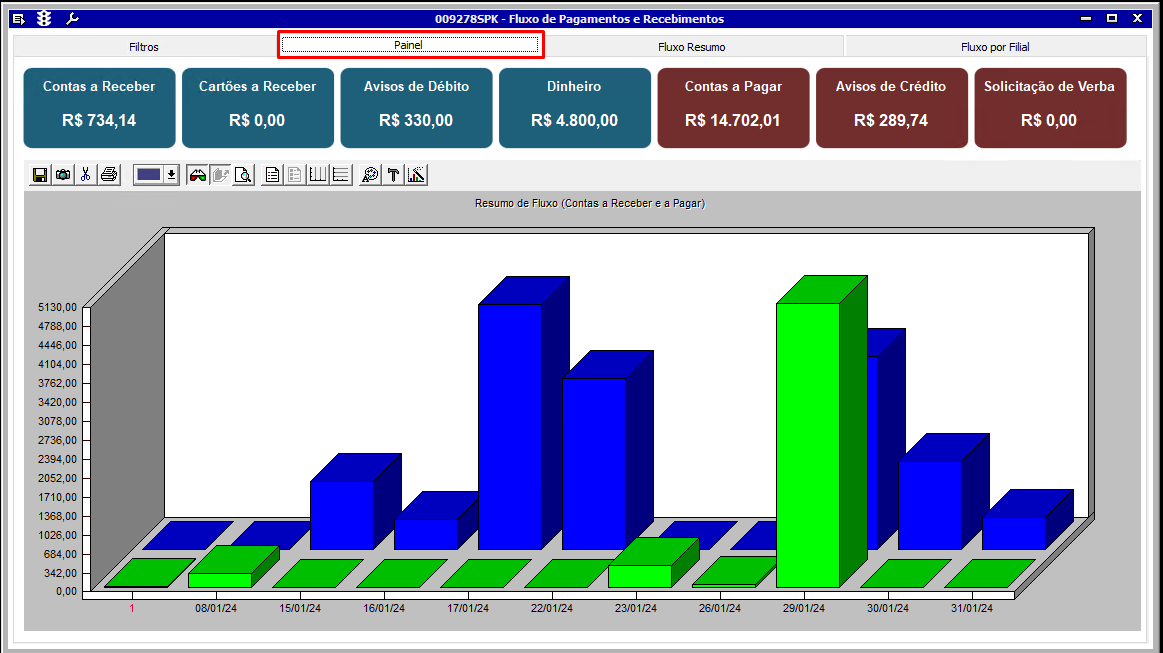 009278SPK - Fluxo de Pagamentos e Recebimentos
Filtros
Painel
Fluxo Resumo
Fluxo por Filial
Contas a Receber
R$ 734,14
Cartões a Receber
R$ 0,00
Avisos de Débito
R$ 330,00
Dinheiro
R$ 4.800,00
Contas a Pagar
R$ 14.702,01
Avisos de Crédito
R$ 289,74
Solicitação de Verba
R$ 0,00
Resumo de Fluxo (Contas a Receber e a Pagar)
5130,00
4788,00
4446,00
4104,00
3762,00
3420,00
3078,00
2736,00
2394,00
2052,00
1710,00
1368,00
1026,00
684,00
342,00
0,00
1
08/01/24
15/01/24
16/01/24
17/01/24
22/01/24
23/01/24
26/01/24
29/01/24
30/01/24
31/01/24